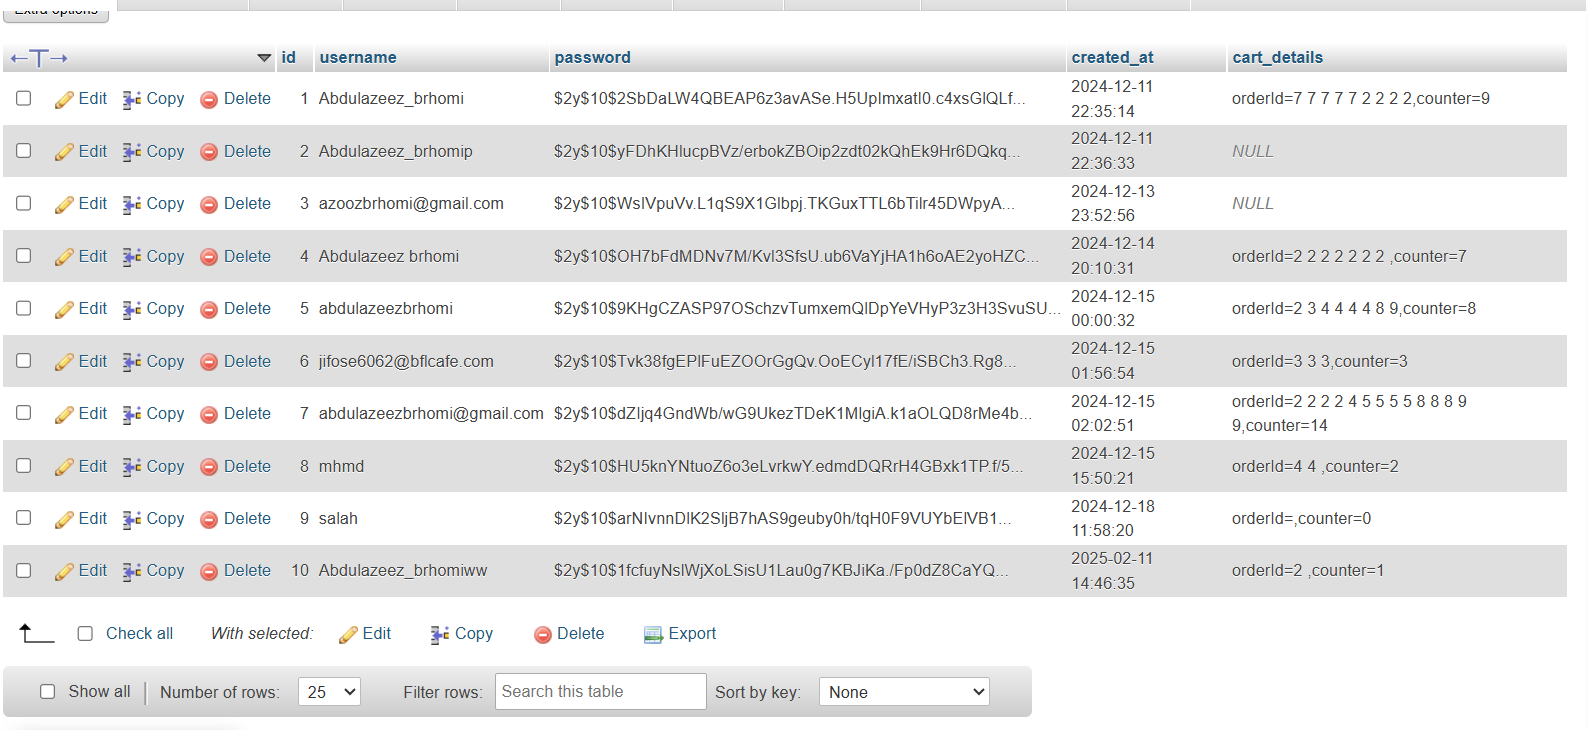 Extra options
id username password created_at cart_details
Edit Copy Delete 1 Abdulazeez_brhomi $2y$10$2SbDaLW4QBEAP6z3avASe.H5UpImxatI0.c4xsGIQLf... 2024-12-11 22:35:14 orderId=7 7 7 7 7 2 2 2 2,counter=9
Edit Copy Delete 2 Abdulazeez_brhomip $2y$10$yFDhKHlucpBVz/erbokZBOip2zdt02kQhEk9Hr6DQkq... 2024-12-11 22:36:33 NULL
Edit Copy Delete 3 azoozbrhomi@gmail.com $2y$10$WsIVpuVv.L1qS9X1Glbpj.TKGuxTTL6bTilr45DWpyA... 2024-12-13 23:52:56 NULL
Edit Copy Delete 4 Abdulazeez brhomi $2y$10$OH7bFdMDNv7M/Kvl3SfsU.ub6VaYjHA1h6oAE2yoHZC... 2024-12-14 20:10:31 orderId=2 2 2 2 2 2 2 ,counter=7
Edit Copy Delete 5 abdulazeezbrhomi $2y$10$9KHgCZASP97OSchzvTumxemQIDpYeVHyP3z3H3SvuSU... 2024-12-15 00:00:32 orderId=2 3 4 4 4 4 8 9,counter=8
Edit Copy Delete 6 jifose6062@bflcafe.com $2y$10$Tvk38fgEPlFuEZOOrGgQv.OoECyl17fE/iSBCh3.Rg8... 2024-12-15 01:56:54 orderId=3 3 3,counter=3
Edit Copy Delete 7 abdulazeezbrhomi@gmail.com $2y$10$dZIjq4GndWb/wG9UkezTDeK1MlgiA.k1aOLQD8rMe4b... 2024-12-15 02:02:51 orderId=2 2 2 2 4 5 5 5 5 8 8 8 9 9,counter=14
Edit Copy Delete 8 mhmd $2y$10$HU5knYNtuoZ6o3eLvrkwY.edmdDQRrH4GBxk1TP.f/5... 2024-12-15 15:50:21 orderId=4 4 ,counter=2
Edit Copy Delete 9 salah $2y$10$arNIvnnDlK2SljB7hAS9geuby0h/tqH0F9VUYbElVB1... 2024-12-18 11:58:20 orderId=,counter=0
Edit Copy Delete 10 Abdulazeez_brhomiww $2y$10$1fcfuyNslWjXoLSisU1Lau0g7KBJiKa./Fp0dZ8CaYQ... 2025-02-11 14:46:35 orderId=2 ,counter=1
Check all With selected: Edit Copy Delete Export
Show all Number of rows: 25 Filter rows: Search this table Sort by key: None